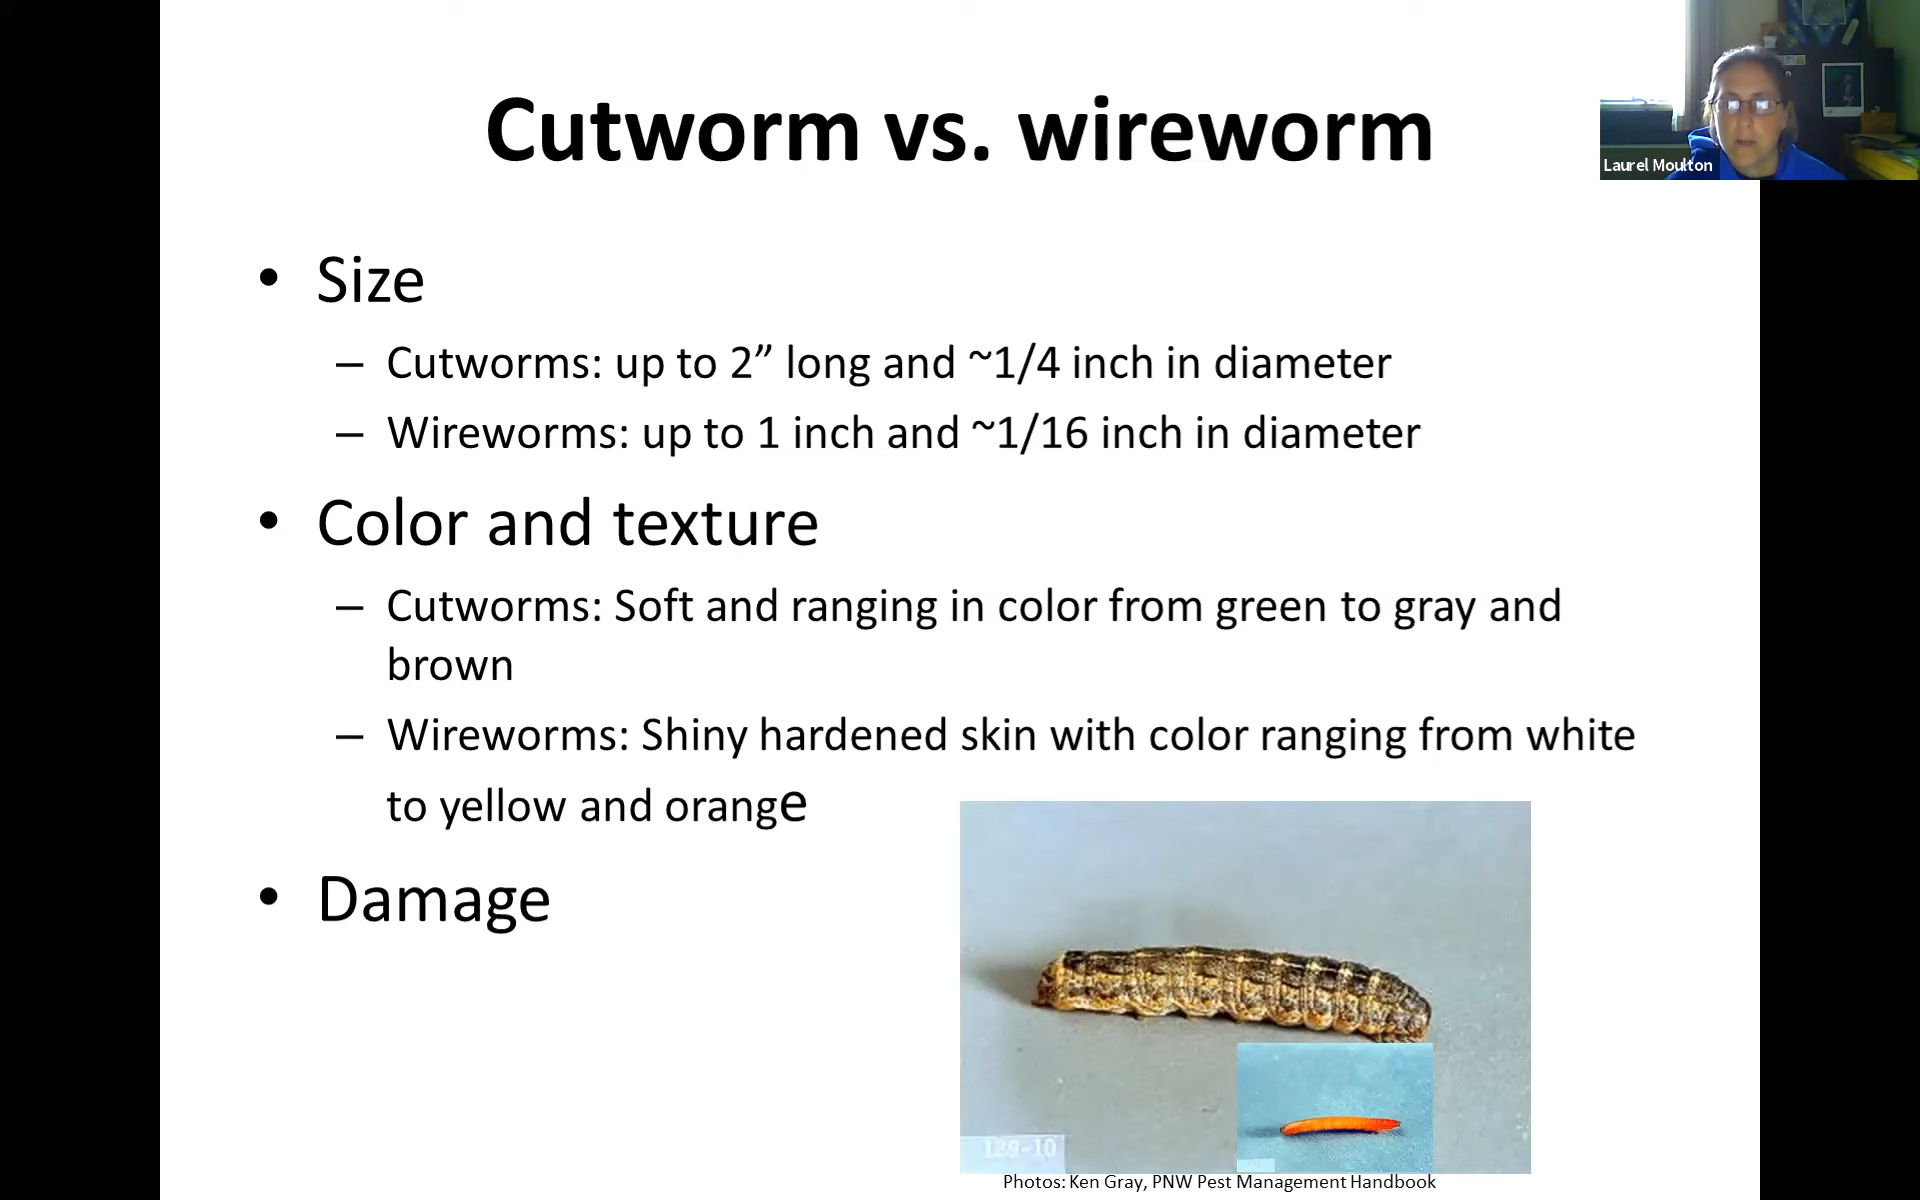 Cutworm vs. wireworm
Laurel Moulton
• Size
– Cutworms: up to 2” long and ~1/4 inch in diameter
– Wireworms: up to 1 inch and ~1/16 inch in diameter
• Color and texture
– Cutworms: Soft and ranging in color from green to gray and
brown
– Wireworms: Shiny hardened skin with color ranging from white
to yellow and orange
• Damage
129-10
Photos: Ken Gray, PNW Pest Management Handbook